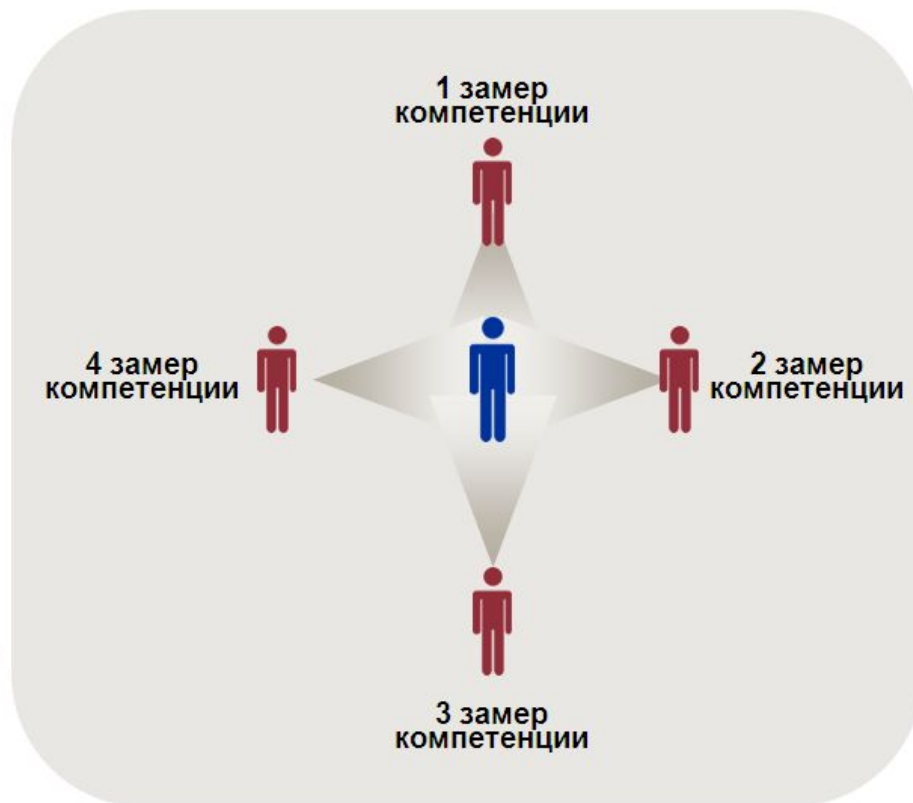 1 замер
компетенции
4 замер
компетенции
2 замер
компетенции
3 замер
компетенции